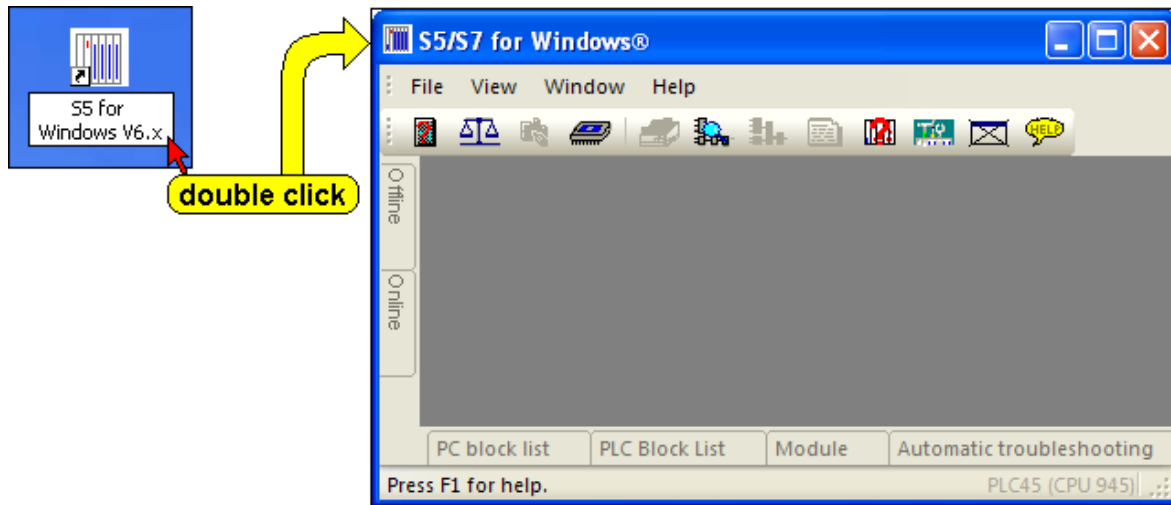 S5 for
Windows V6.x
double click
S5/S7 for Windows®
File View Window Help
HELP
Offline
Online
PC block list PLC Block List Module Automatic troubleshooting
Press F1 for help. PLC45 (CPU 945)